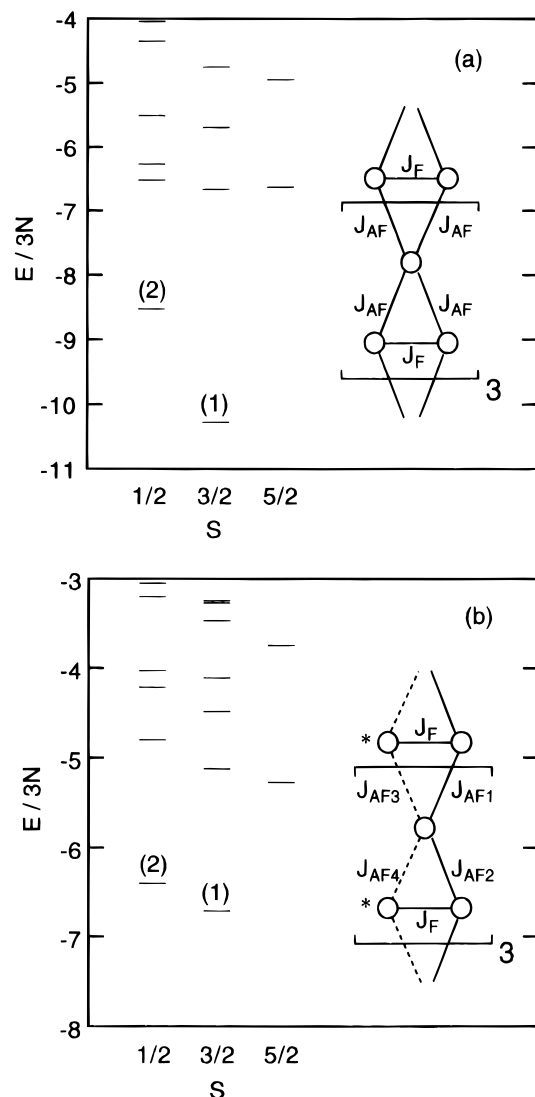 -4
(a)
-5
-6
J_F
-7
J_AF J_AF
E / 3N
-8
(2)
J_AF J_AF
-9
J_F
3
-10
(1)
-11
1/2 3/2 5/2
S
-3
(b)
-4
* J_F
-5
J_AF3 J_AF1
E / 3N
-6
(2)
J_AF4 J_AF2
(1)
* J_F
-7
3
-8
1/2 3/2 5/2
S